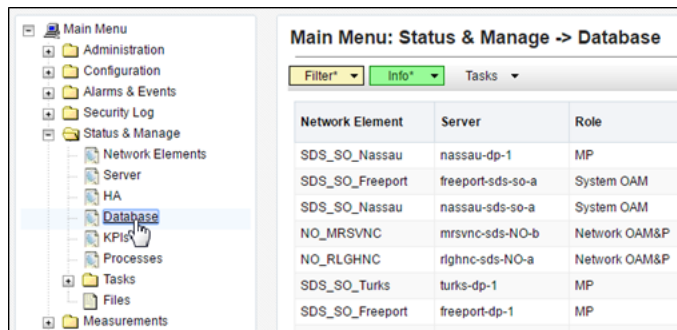 Main Menu
Administration
Configuration
Alarms & Events
Security Log
Status & Manage
Network Elements
Server
HA
Database
KPIs
Processes
Tasks
Files
Measurements
Main Menu: Status & Manage -> Database
Filter* Info* Tasks
Network Element Server Role
SDS_SO_Nassau nassau-dp-1 MP
SDS_SO_Freeport freeport-sds-so-a System OAM
SDS_SO_Nassau nassau-sds-so-a System OAM
NO_MRSVNC mrsvnc-sds-NO-b Network OAM&P
NO_RLGHNC rlghnc-sds-NO-a Network OAM&P
SDS_SO_Turks turks-dp-1 MP
SDS_SO_Freeport freeport-dp-1 MP